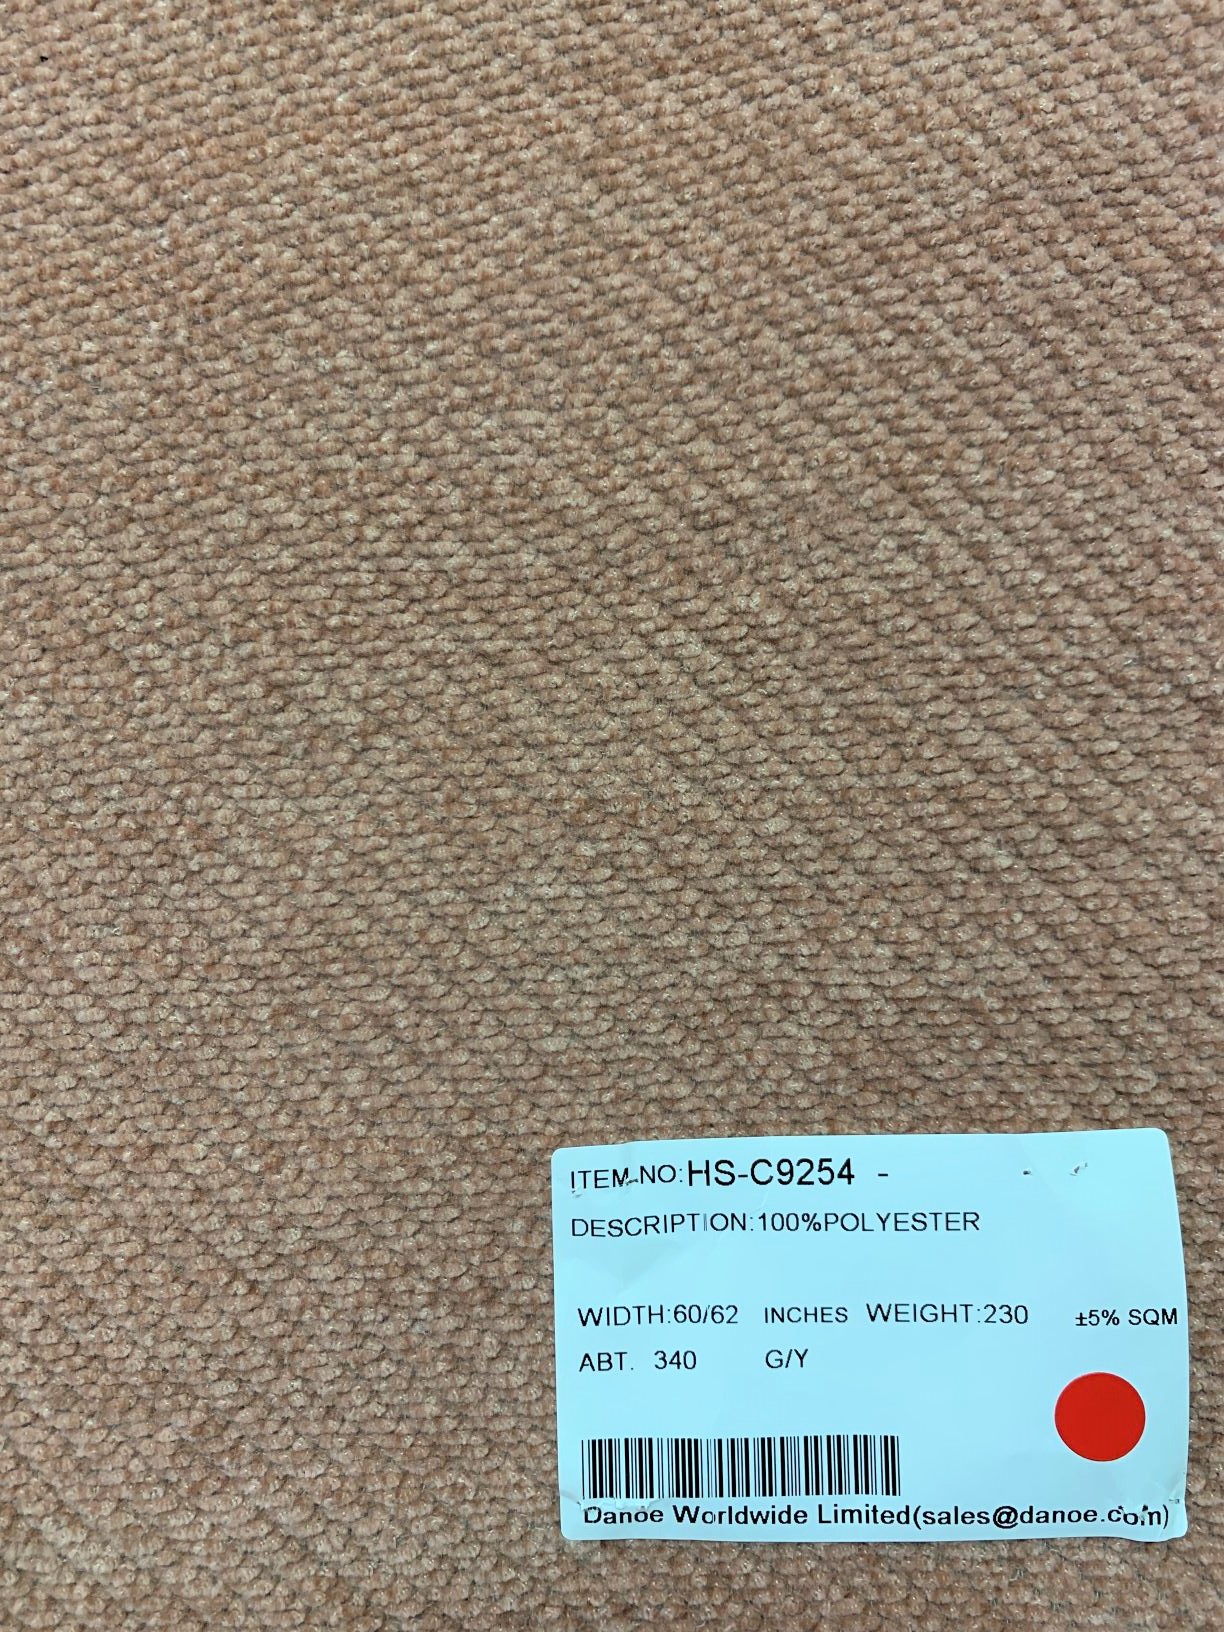 ITEM-NO:HS-C9254 -
DESCRIPTION:100%POLYESTER
WIDTH:60/62 INCHES WEIGHT:230 ±5% SQM
ABT. 340 G/Y
Danoe Worldwide Limited(sales@danoe.com)